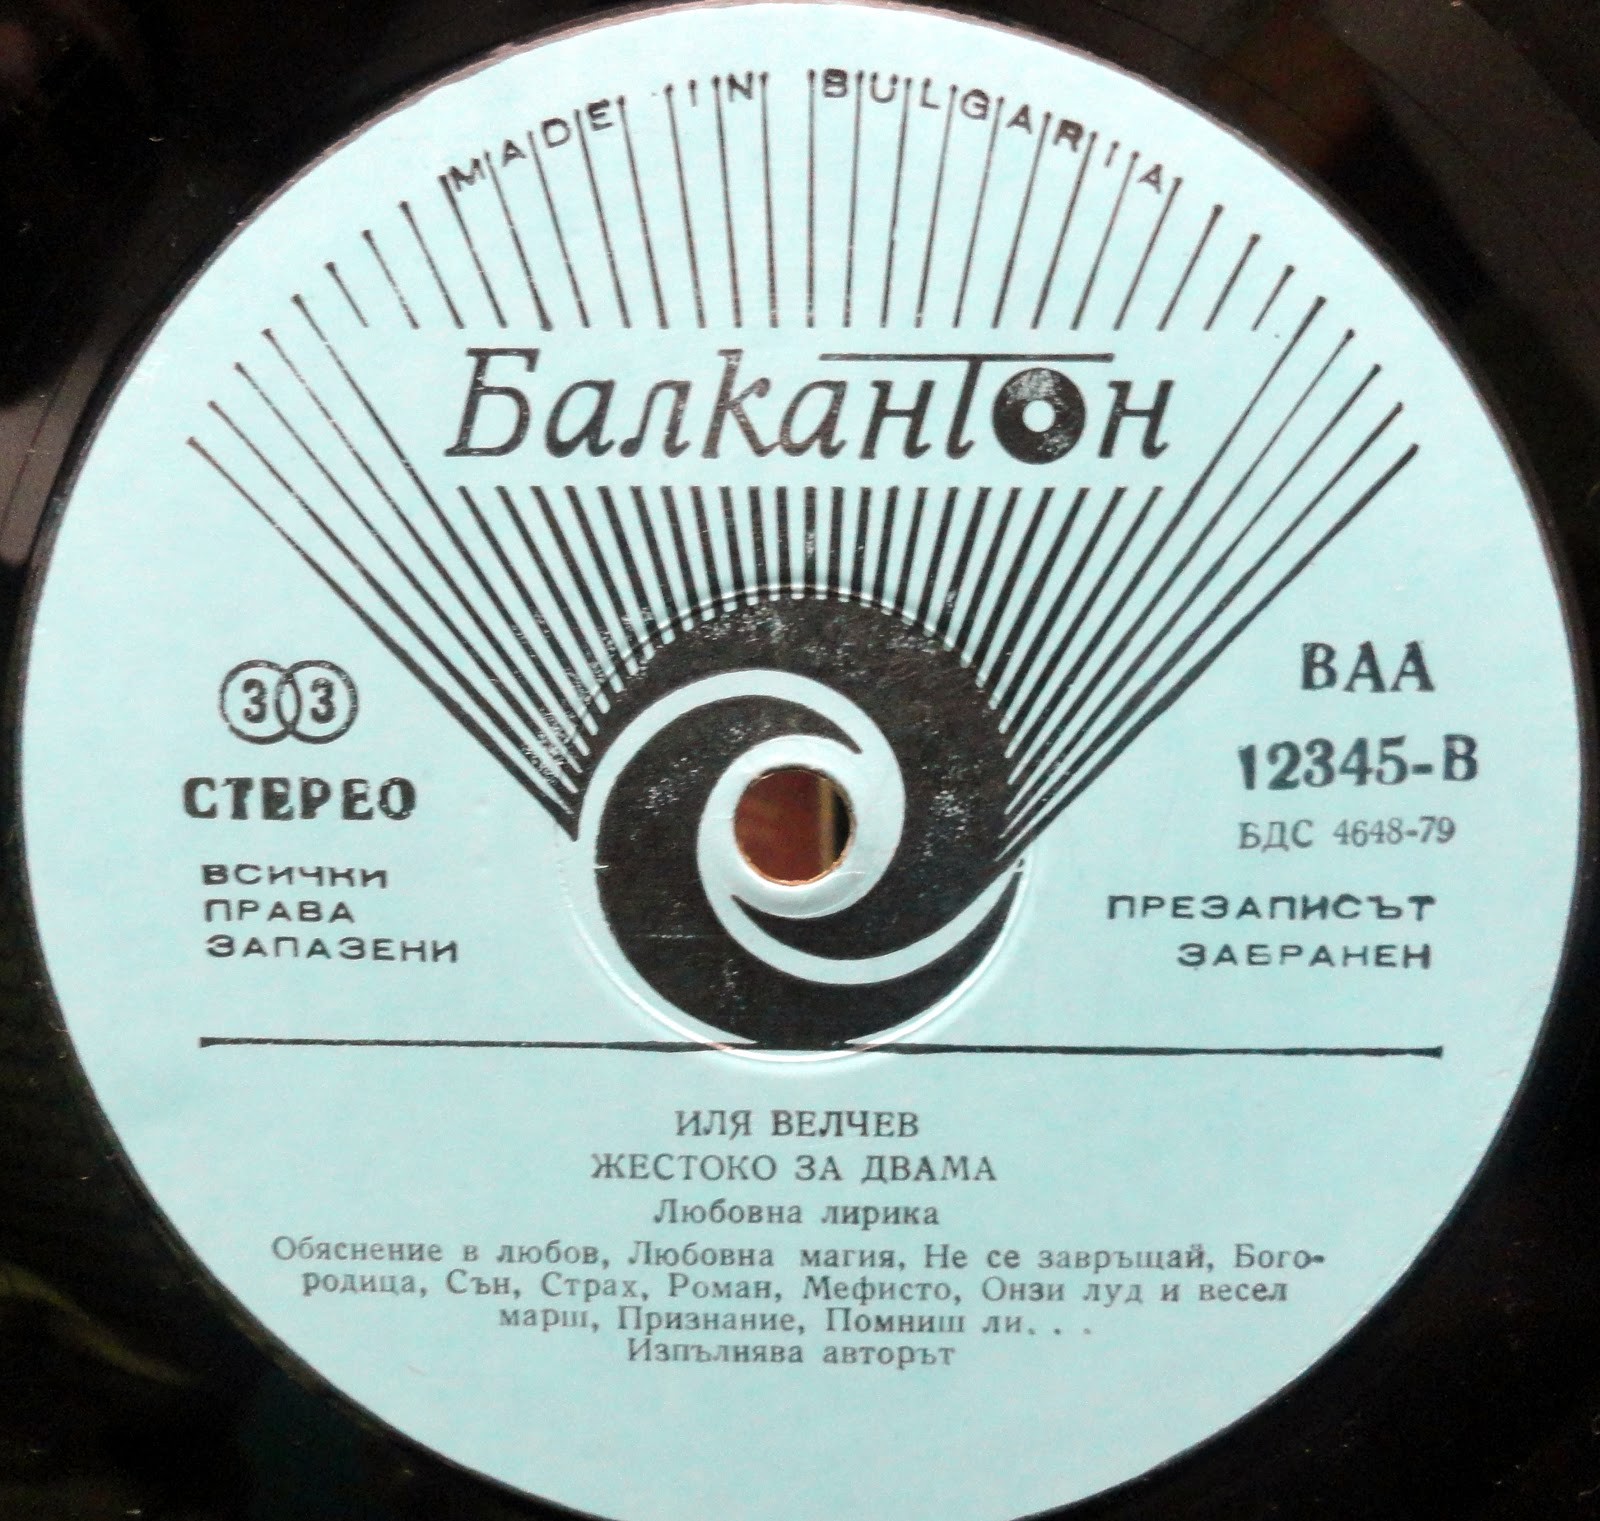 MADE IN BULGARIA
Балкантон
33
СТЕРЕО
ВСИЧКИ
ПРАВА
ЗАПАЗЕНИ
ВАА
12345-В
БДС 4648-79
ПРЕЗАПИСЪТ
ЗАБРАНЕН
ИЛЯ ВЕЛЧЕВ
ЖЕСТОКО ЗА ДВАМА
Любовна лирика
Обяснение в любов, Любовна магия, Не се завръщай, Бого-
родица, Сън, Страх, Роман, Мефисто, Онзи луд и весел
марш, Признание, Помниш ли. . .
Изпълнява авторът